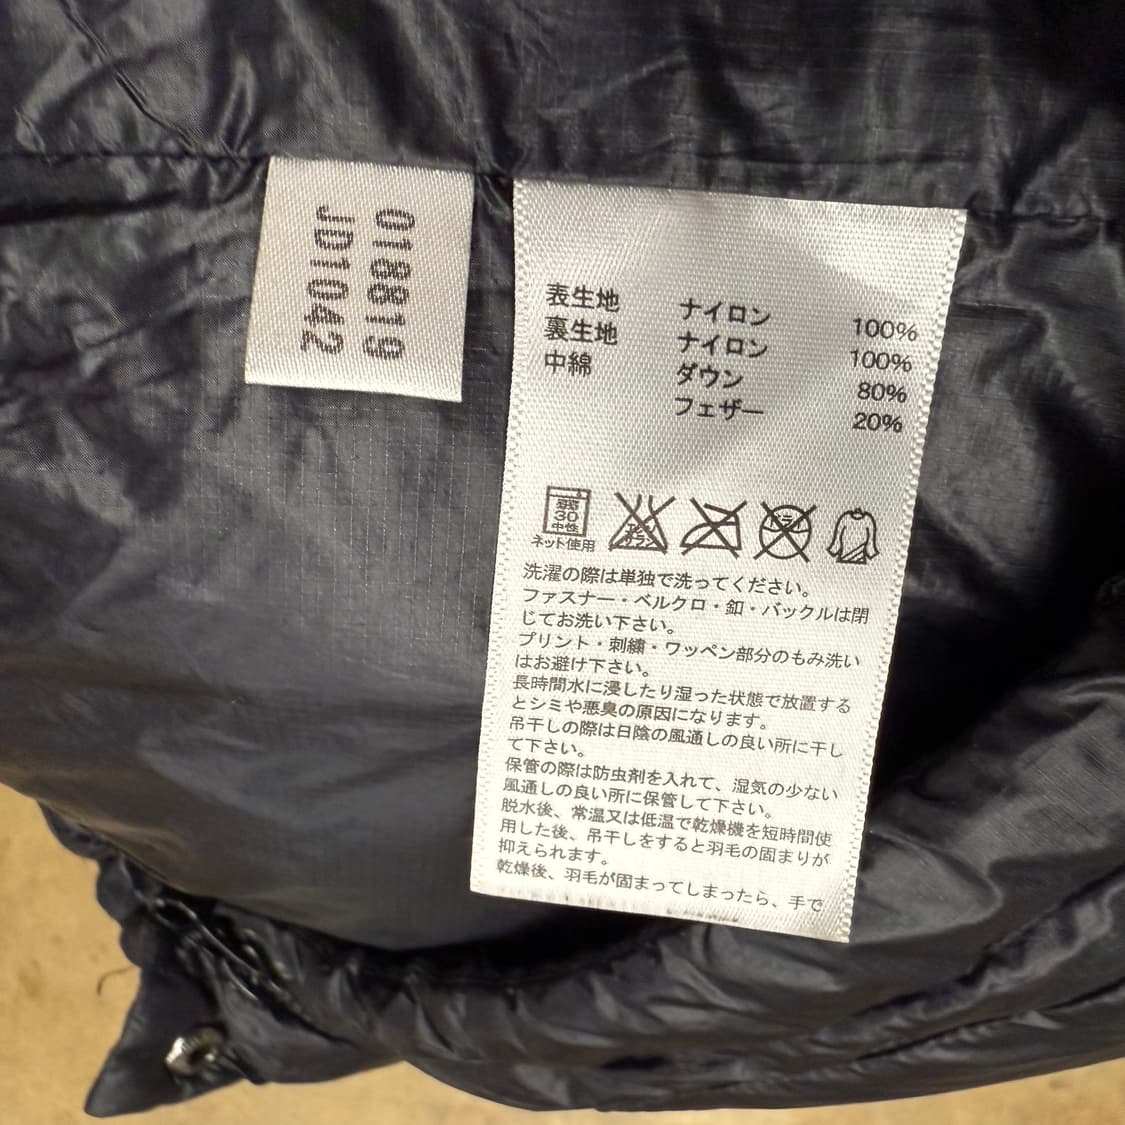 018819
JD1042
表生地 ナイロン 100%
裏生地 ナイロン 100%
中綿 ダウン 80%
フェザー 20%
弱
30
中性
ネット使用
エンソ
サラシ
ドライ
洗濯の際は単独で洗ってください。
ファスナー・ベルクロ・釦・バックルは閉
じてお洗い下さい。
プリント・刺繍・ワッペン部分のもみ洗い
はお避け下さい。
長時間水に浸したり湿った状態で放置する
とシミや悪臭の原因になります。
吊干しの際は日陰の風通しの良い所に干し
て下さい。
保管の際は防虫剤を入れて、湿気の少ない
風通しの良い所に保管して下さい。
脱水後、常温又は低温で乾燥機を短時間使
用した後、吊干しをすると羽毛の固まりが
抑えられます。
乾燥後、羽毛が固まってしまったら、手で